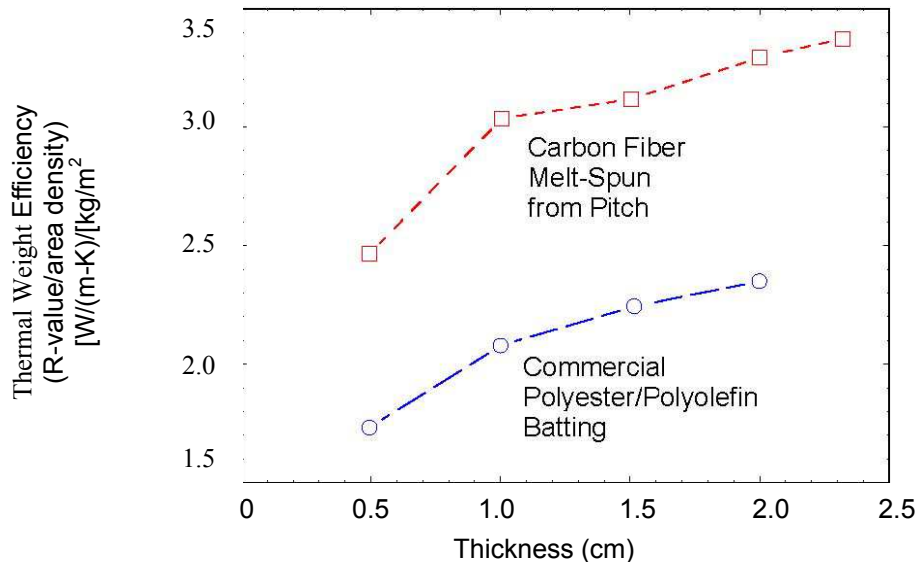 Thermal Weight Efficiency
(R-value/area density)
[W/(m-K)/[kg/m²
3.5
3.0
2.5
2.0
1.5
Carbon Fiber
Melt-Spun
from Pitch
Commercial
Polyester/Polyolefin
Batting
0 0.5 1.0 1.5 2.0 2.5
Thickness (cm)